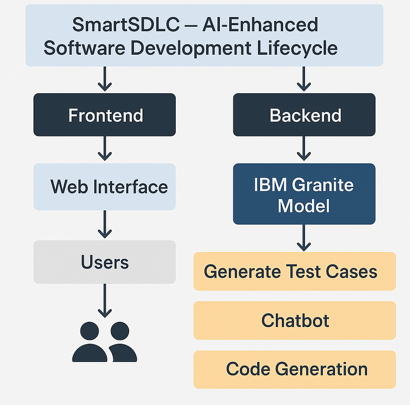 SmartSDLC – AI-Enhanced
Software Development Lifecycle
Frontend
Backend
Web Interface
IBM Granite
Model
Users
Generate Test Cases
Chatbot
Code Generation